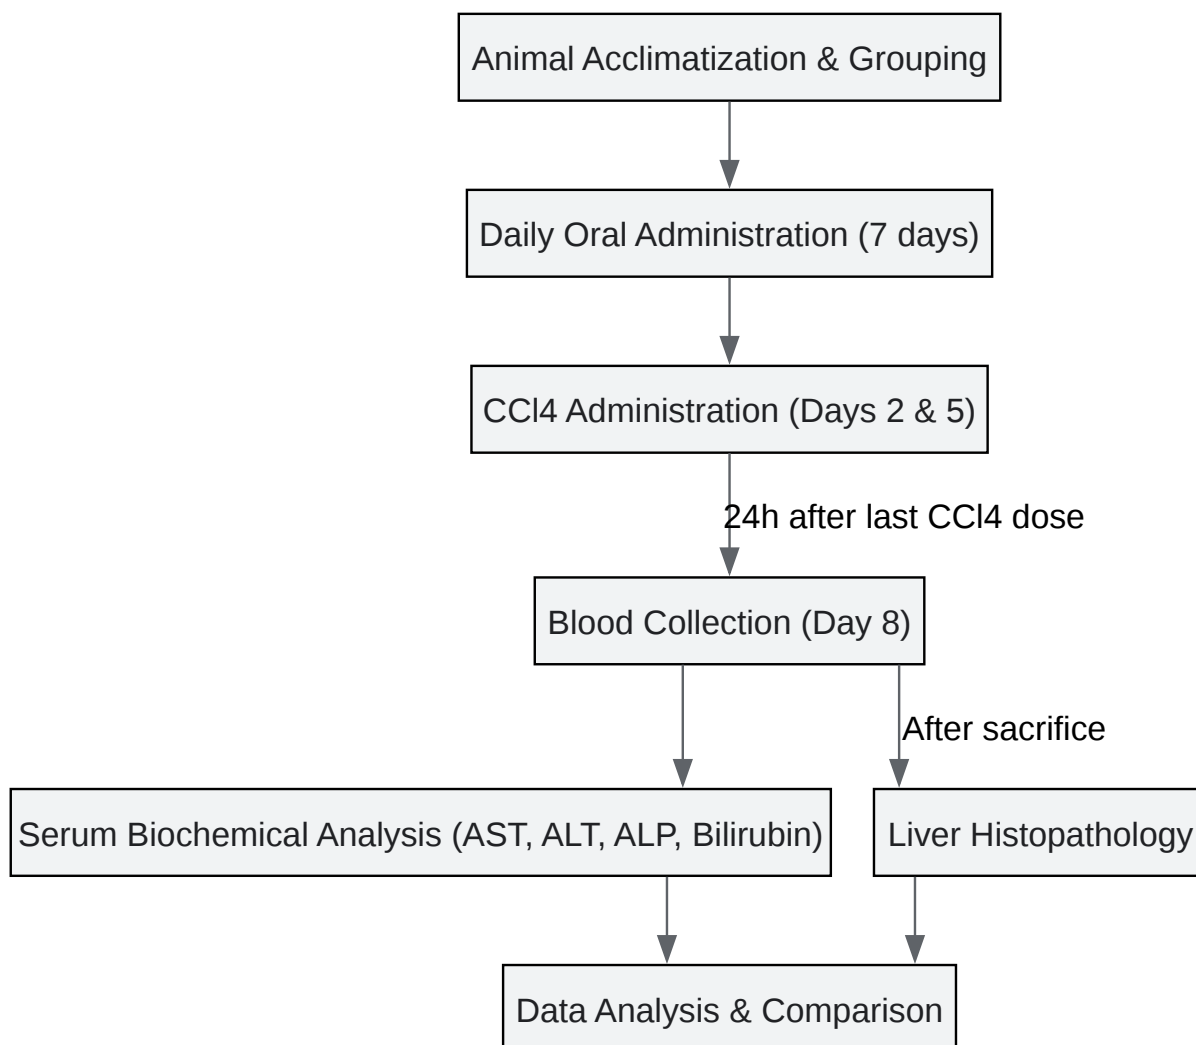 Animal Acclimatization & Grouping
Daily Oral Administration (7 days)
CCl4 Administration (Days 2 & 5)
24h after last CCl4 dose
Blood Collection (Day 8)
After sacrifice
Serum Biochemical Analysis (AST, ALT, ALP, Bilirubin)
Liver Histopathology
Data Analysis & Comparison